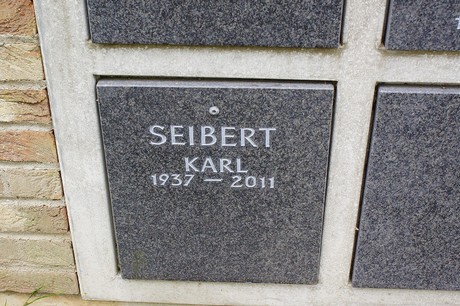 SEIBERT
KARL
1937 — 2011